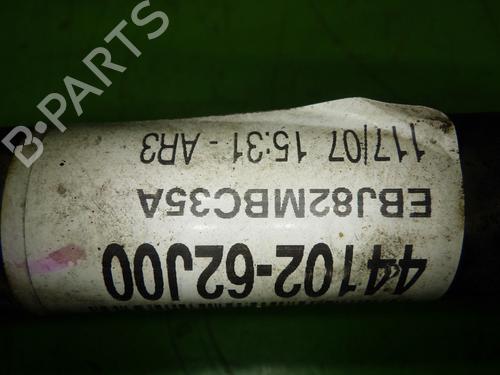 44102-62J00
EBJ82MBC35A
117/07 15:31 - AR3
B-PARTS